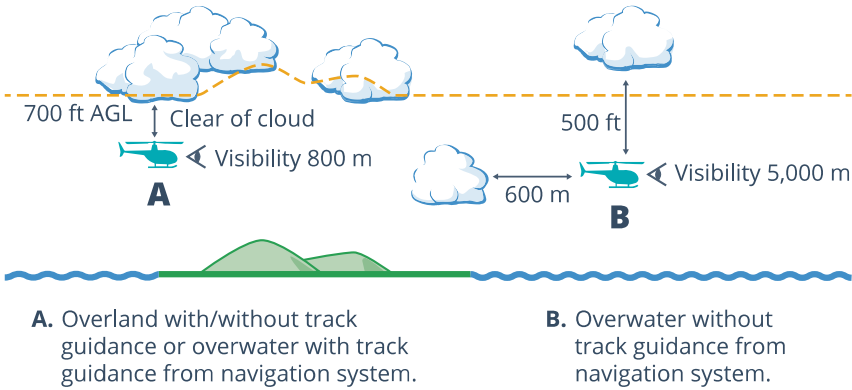 700 ft AGL
Clear of cloud
Visibility 800 m
A
500 ft
600 m
Visibility 5,000 m
B
A. Overland with/without track
guidance or overwater with track
guidance from navigation system.
B. Overwater without
track guidance from
navigation system.